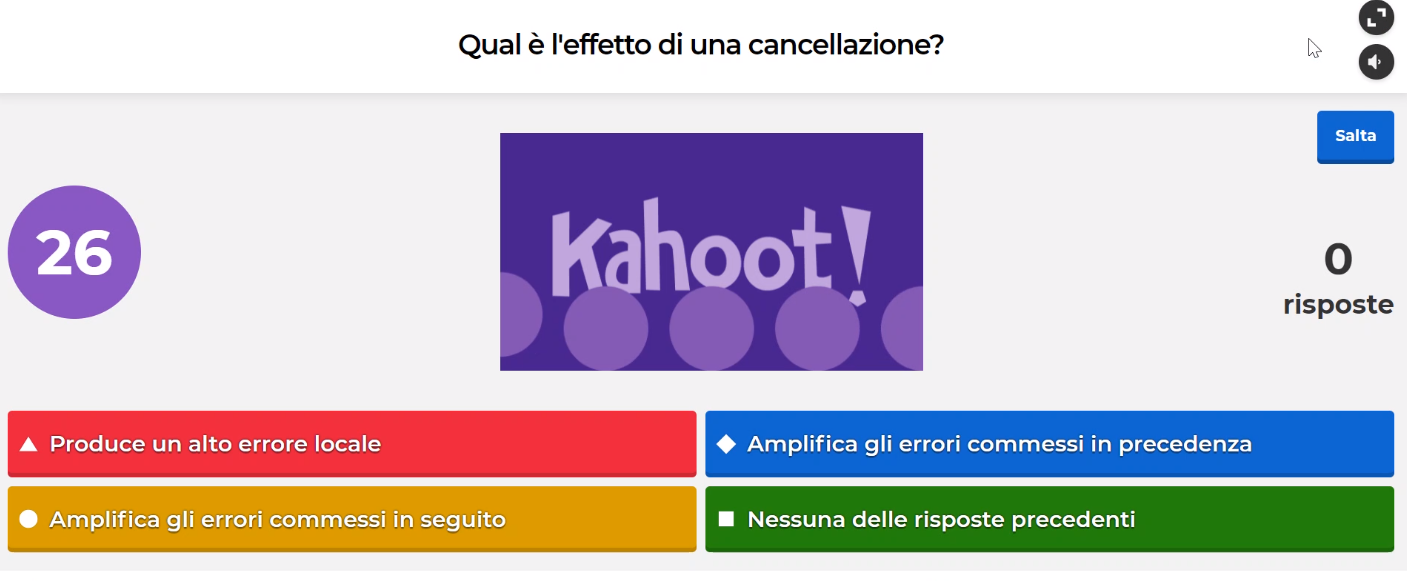 Qual è l'effetto di una cancellazione?
Salta
26
Kahoot!
0
risposte
Produce un alto errore locale
Amplifica gli errori commessi in precedenza
Amplifica gli errori commessi in seguito
Nessuna delle risposte precedenti